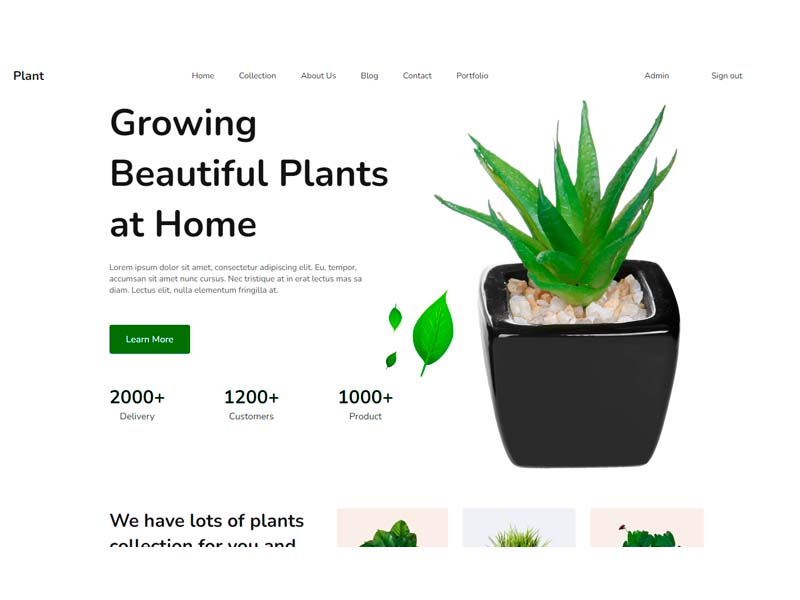 Plant
Home Collection About Us Blog Contact Portfolio Admin Sign out
Growing
Beautiful Plants
at Home
Lorem ipsum dolor sit amet, consectetur adipiscing elit. Eu, tempor,
accumsan sit amet nunc cursus. Nec tristique at in erat lectus mas sa
diam. Lectus elit, nulla elementum fringilla at.
Learn More
2000+ 1200+ 1000+
Delivery Customers Product
We have lots of plants
collection for you and